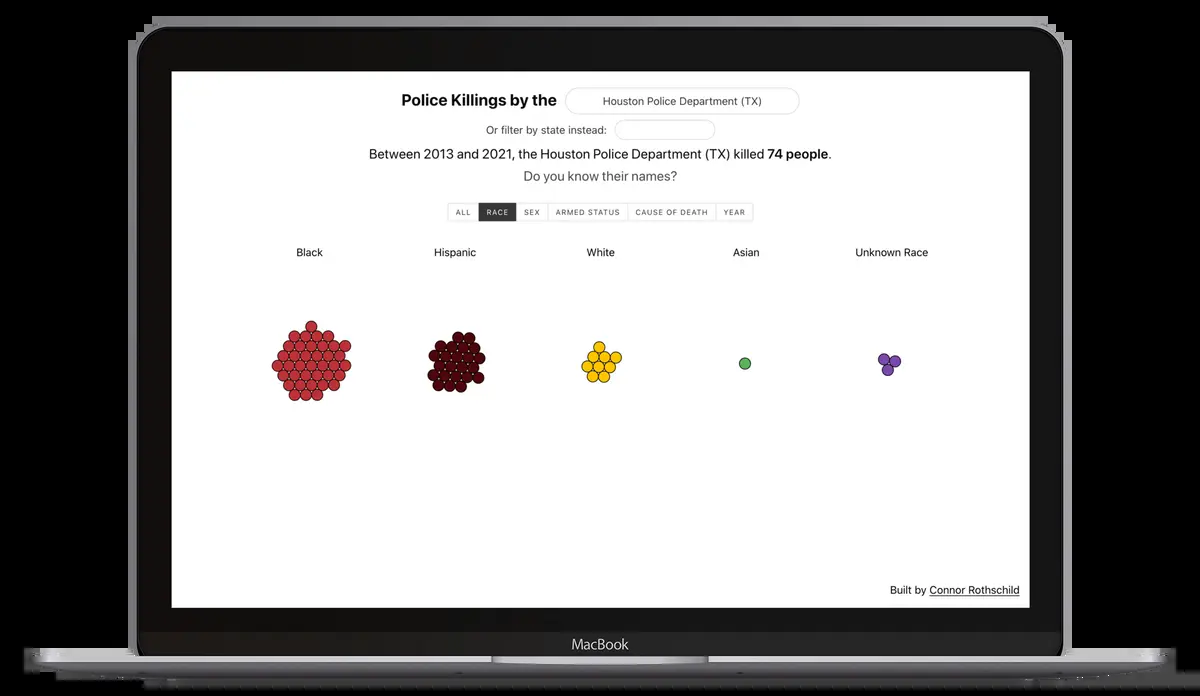 Police Killings by the Houston Police Department (TX)
Or filter by state instead:
Between 2013 and 2021, the Houston Police Department (TX) killed 74 people.
Do you know their names?
ALL RACE SEX ARMED STATUS CAUSE OF DEATH YEAR
Black Hispanic White Asian Unknown Race
Built by Connor Rothschild
MacBook